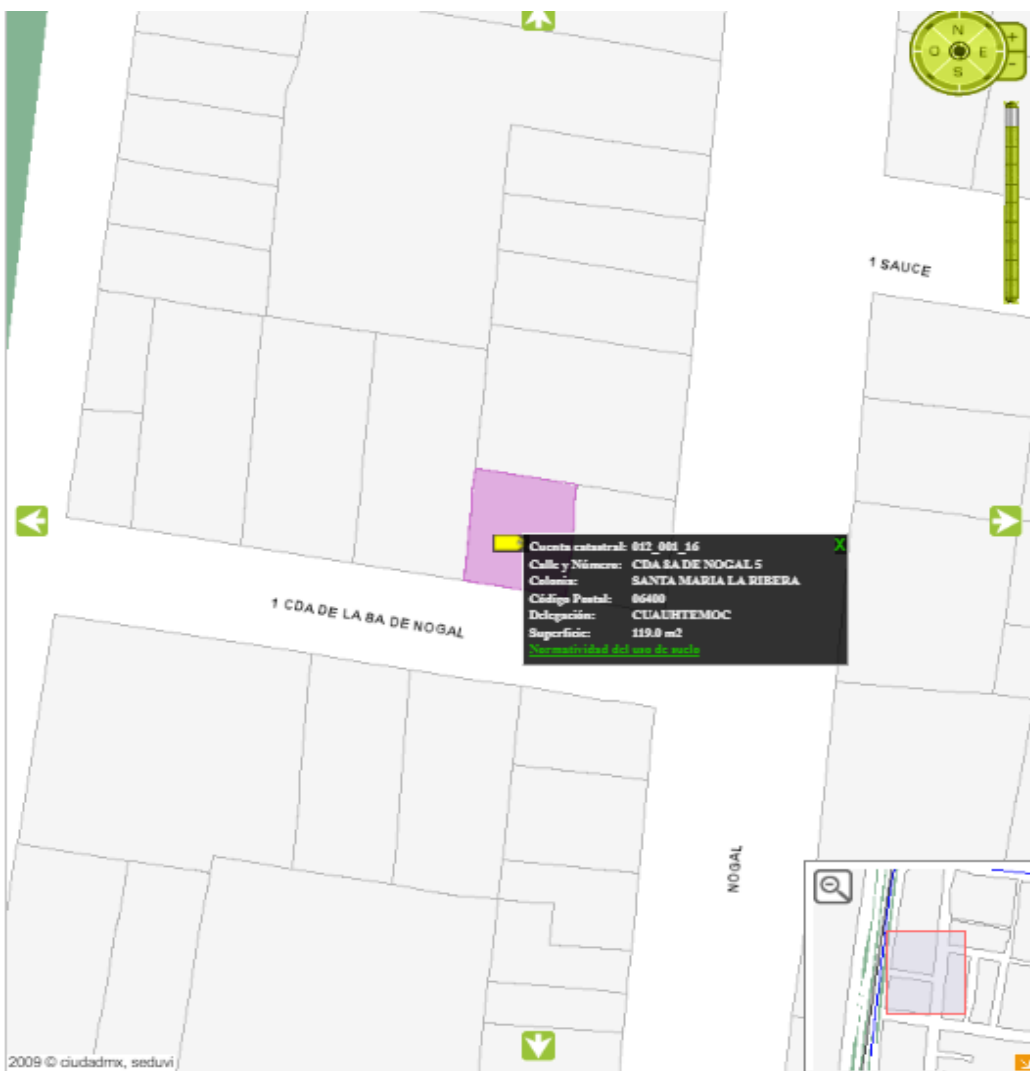 N
O E
S
+
-
1 SAUCE
Cuenta catastral: 012_001_16
Calle y Número: CDA 8A DE NOGAL 5
Colonia: SANTA MARIA LA RIBERA
Código Postal: 06400
Delegación: CUAUHTEMOC
Superficie: 119.0 m2
Normatividad del uso de suelo
X
1 CDA DE LA 8A DE NOGAL
NOGAL
2009 © ciudadmx, seduvi